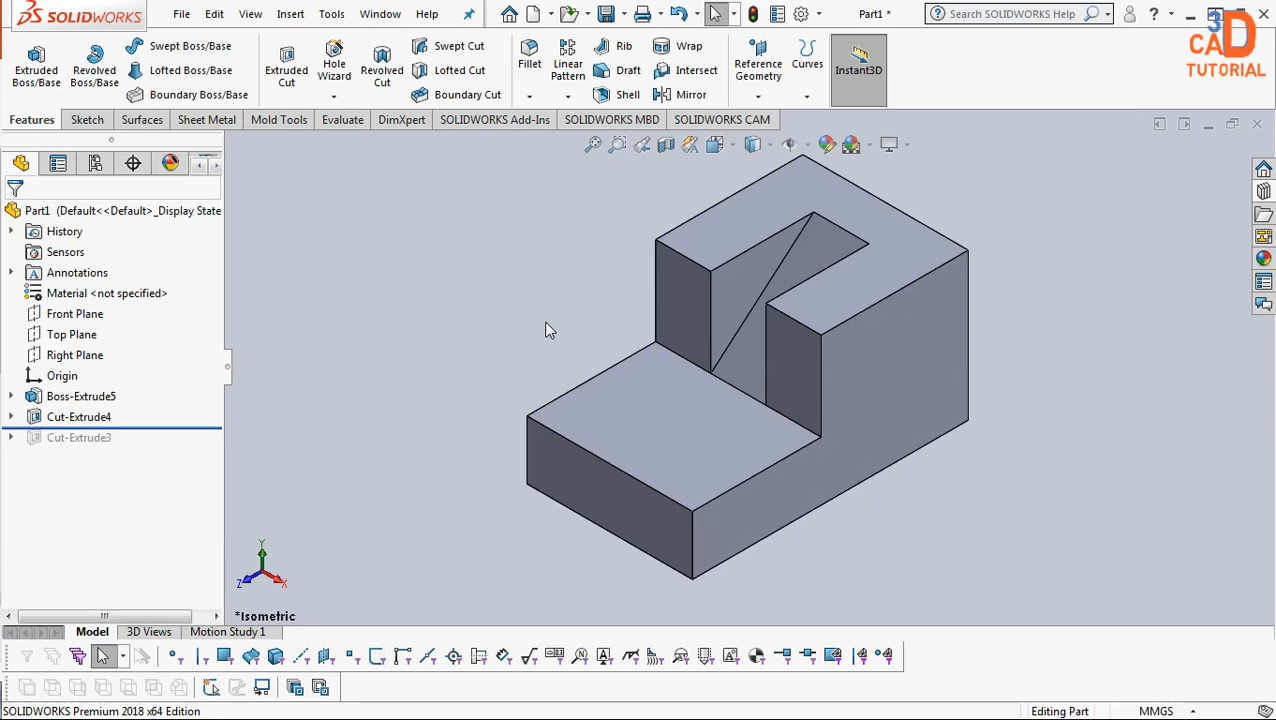 SOLIDWORKS File Edit View Insert Tools Window Help Part1 * Search SOLIDWORKS Help
3D CAD TUTORIAL
Extruded Boss/Base Revolved Boss/Base Swept Boss/Base Lofted Boss/Base Boundary Boss/Base Extruded Cut Hole Wizard Revolved Cut Swept Cut Lofted Cut Boundary Cut Fillet Linear Pattern Rib Draft Shell Wrap Intersect Mirror Reference Geometry Curves Instant3D
Features Sketch Surfaces Sheet Metal Mold Tools Evaluate DimXpert SOLIDWORKS Add-Ins SOLIDWORKS MBD SOLIDWORKS CAM
Part1 (Default<<Default>_Display State
History
Sensors
Annotations
Material <not specified>
Front Plane
Top Plane
Right Plane
Origin
Boss-Extrude5
Cut-Extrude4
Cut-Extrude3
Y
Z X
*Isometric
Model 3D Views Motion Study 1
SOLIDWORKS Premium 2018 x64 Edition Editing Part MMGS